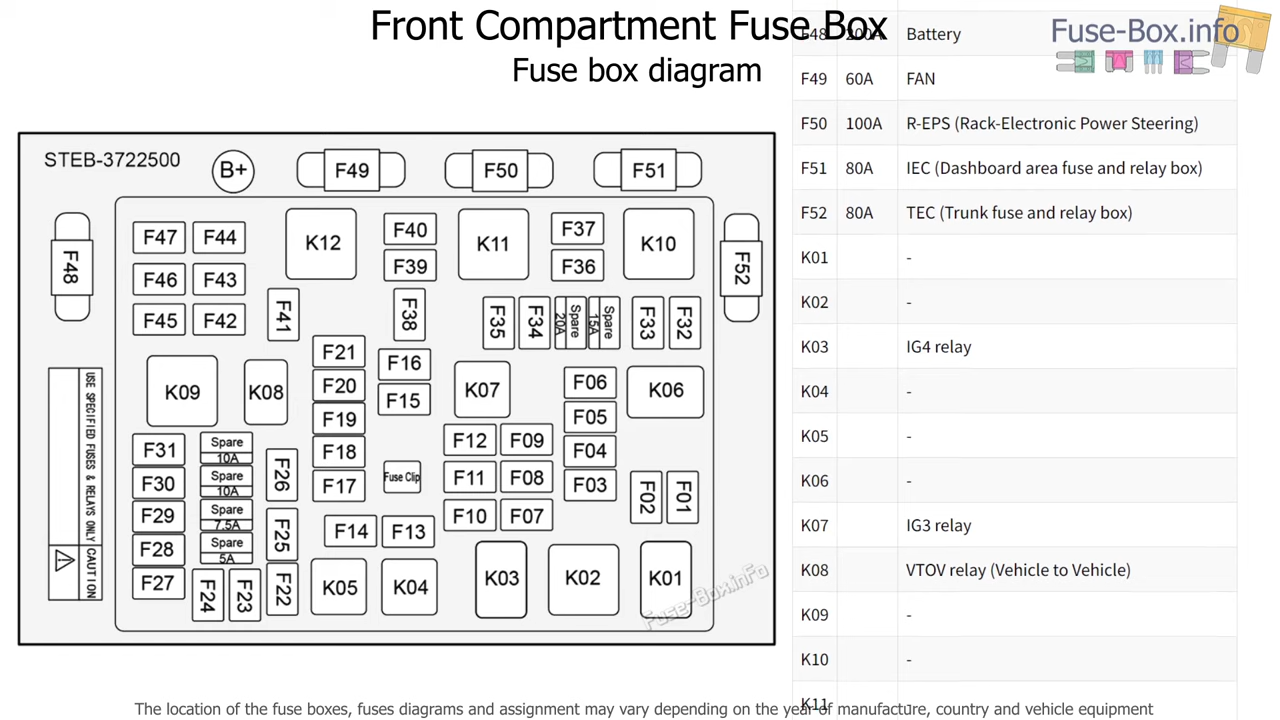 Front Compartment Fuse Box
Fuse box diagram
Fuse-Box.info
STEB-3722500
B+
F49
F50
F51
F48
F52
F47 F44
K12
F40
K11
F37
K10
F39
F36
F46 F43
F45 F42
F41
F38
F35
F34
Spare 20A
Spare 15A
F33
F32
F21
F16
F20
F15
F19
F18
F17
K09
K08
K07
F06
K06
F05
F04
F03
F12 F09
F11 F08
F10 F07
F02
F01
USE SPECIFIED FUSES & RELAYS ONLY
CAUTION
F31
F30
F29
F28
F27
Spare
10A
Spare
10A
Spare
7.5A
Spare
5A
F26
F25
F22
F24
F23
Fuse Clip
F14 F13
K05 K04
K03
K02
K01
Fuse-Box.info
F48 200A Battery
F49 60A FAN
F50 100A R-EPS (Rack-Electronic Power Steering)
F51 80A IEC (Dashboard area fuse and relay box)
F52 80A TEC (Trunk fuse and relay box)
K01 -
K02 -
K03 IG4 relay
K04 -
K05 -
K06 -
K07 IG3 relay
K08 VTOV relay (Vehicle to Vehicle)
K09 -
K10 -
K11 -
The location of the fuse boxes, fuses diagrams and assignment may vary depending on the year of manufacture, country and vehicle equipment